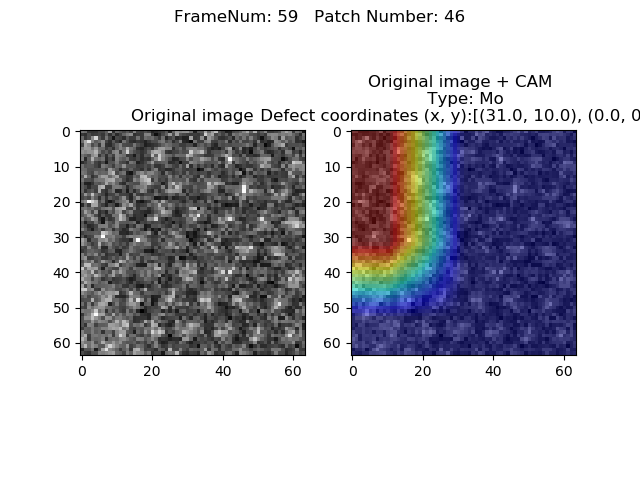 FrameNum: 59   Patch Number: 46
Original image + CAM
Type: Mo
Original image Defect coordinates (x, y):[(31.0, 10.0), (0.0, 0
0
10
20
30
40
50
60
0 20 40 60
0
10
20
30
40
50
60
0 20 40 60